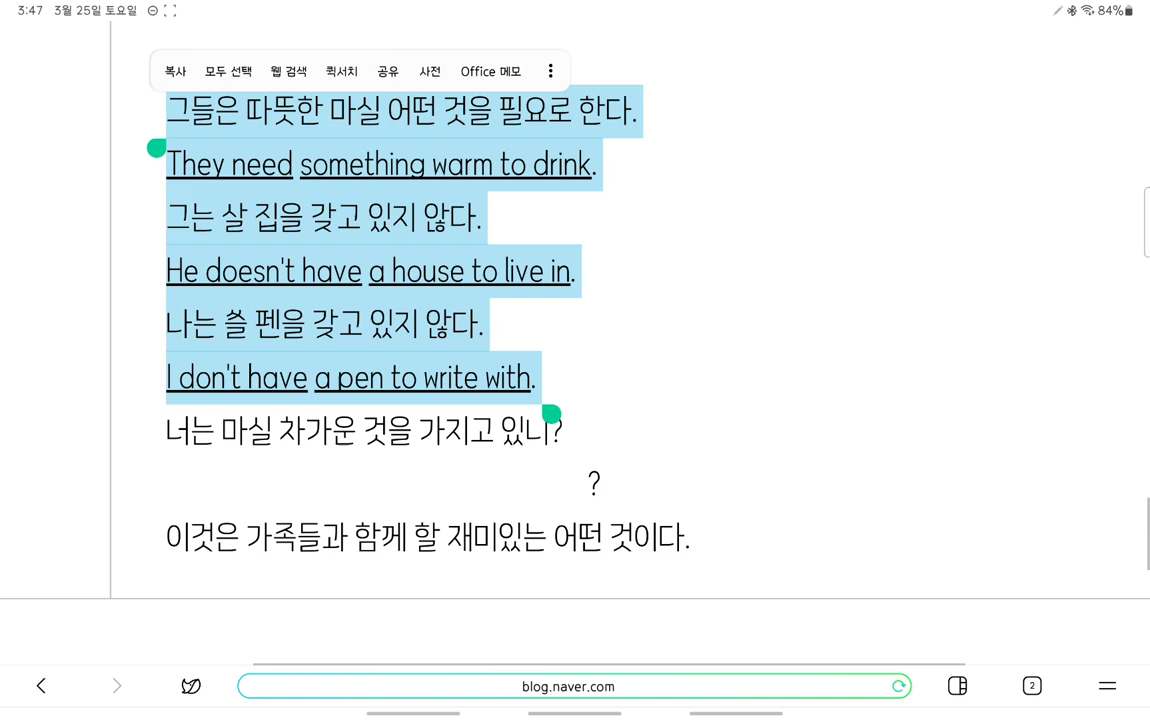 3:47 3월 25일 토요일 84%
복사 모두 선택 웹 검색 퀵서치 공유 사전 Office 메모
그들은 따뜻한 마실 어떤 것을 필요로 한다.
They need something warm to drink.
그는 살 집을 갖고 있지 않다.
He doesn't have a house to live in.
나는 쓸 펜을 갖고 있지 않다.
I don't have a pen to write with.
너는 마실 차가운 것을 가지고 있니?
?
이것은 가족들과 함께 할 재미있는 어떤 것이다.
blog.naver.com 2